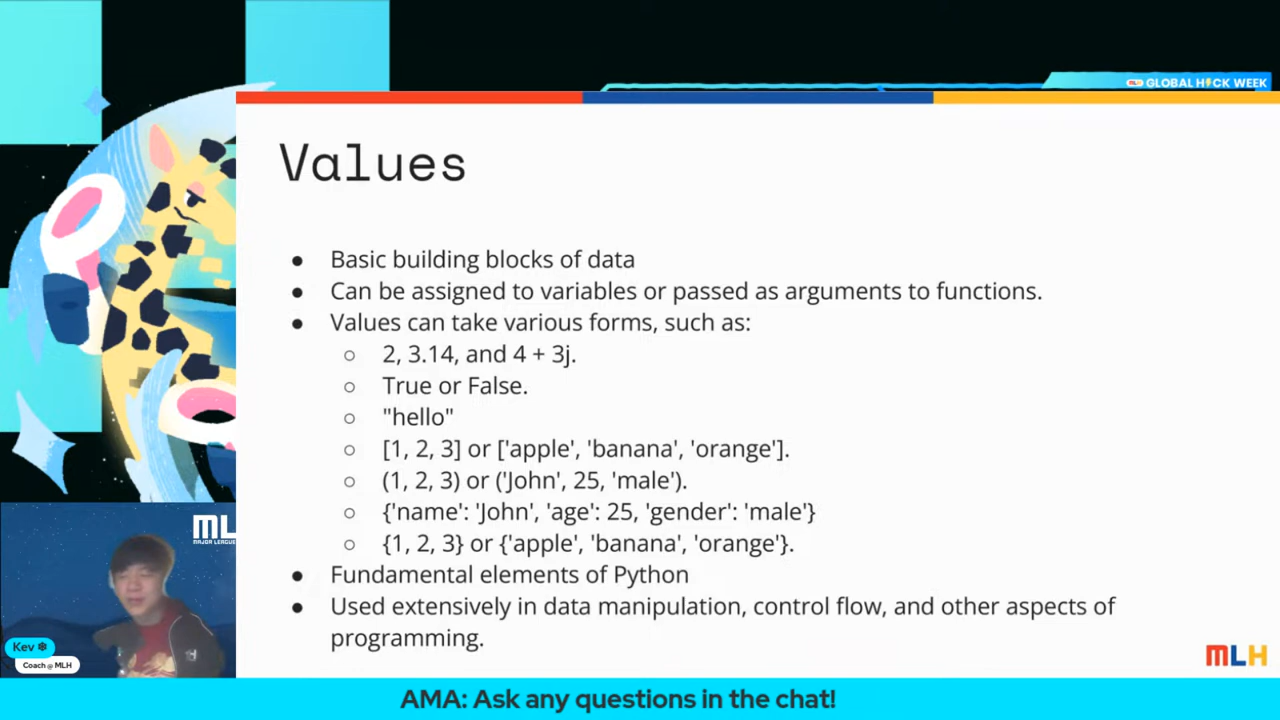 MLH GLOBAL HACK WEEK
Values
● Basic building blocks of data
● Can be assigned to variables or passed as arguments to functions.
● Values can take various forms, such as:
○ 2, 3.14, and 4 + 3j.
○ True or False.
○ "hello"
○ [1, 2, 3] or ['apple', 'banana', 'orange'].
○ (1, 2, 3) or ('John', 25, 'male').
○ {'name': 'John', 'age': 25, 'gender': 'male'}
○ {1, 2, 3} or {'apple', 'banana', 'orange'}.
● Fundamental elements of Python
● Used extensively in data manipulation, control flow, and other aspects of
programming.
ML
MAJOR LEAGUE
Kev ❄
Coach @ MLH
MLH
AMA: Ask any questions in the chat!